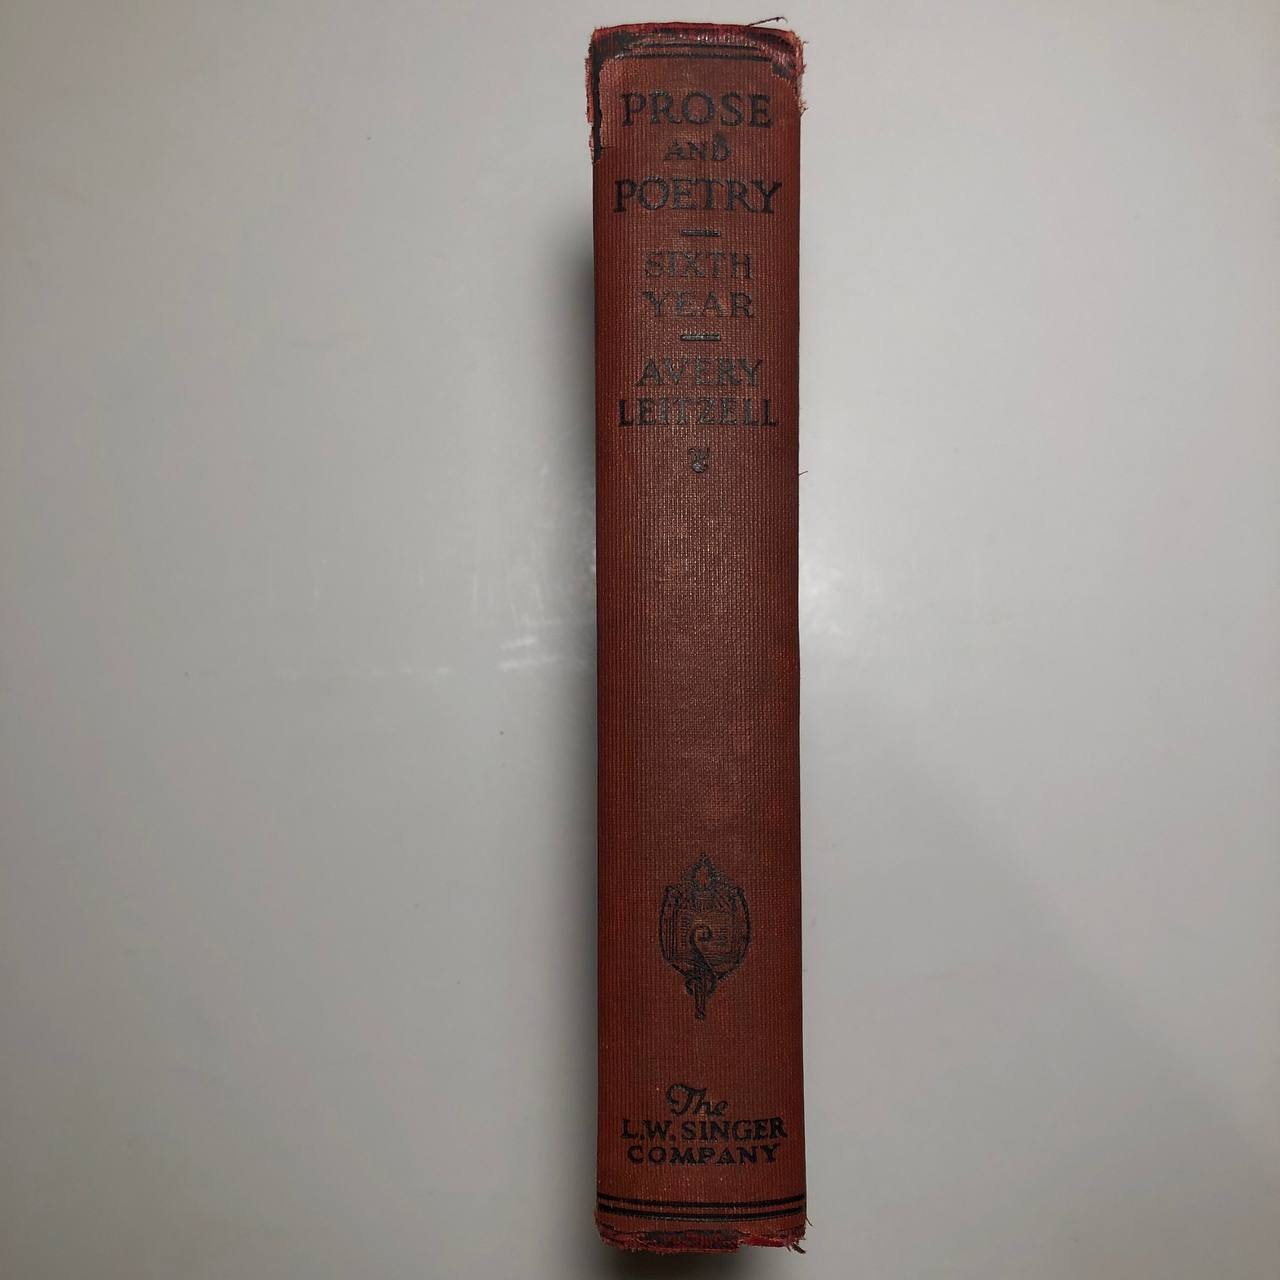 PROSE
AND
POETRY
SIXTH
YEAR
AVERY
LEITZELL
The
L.W. SINGER
COMPANY